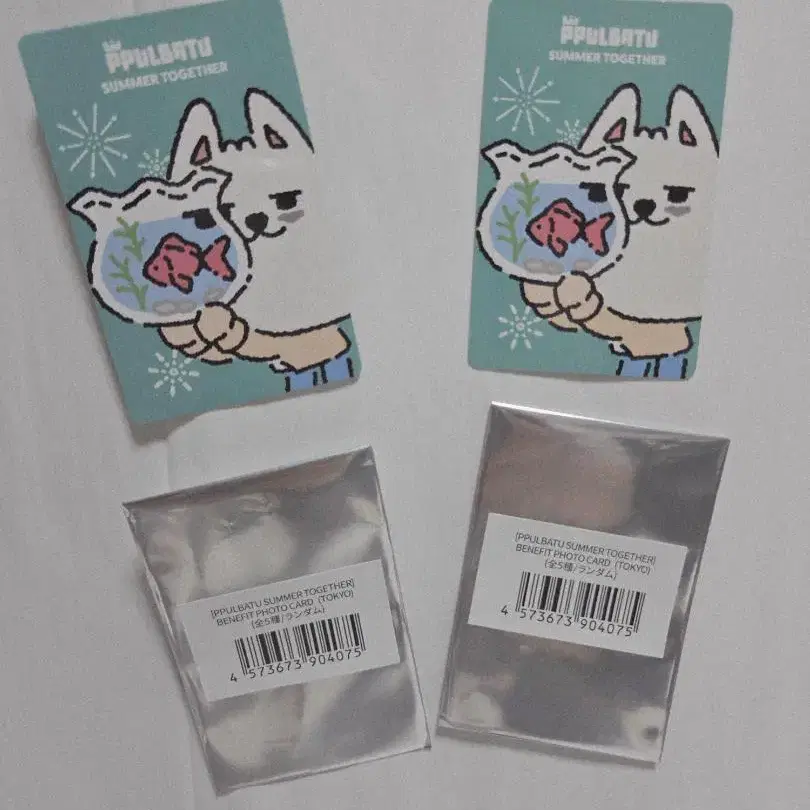 PPULBATU
SUMMER TOGETHER
PPULBATU
SUMMER TOGETHER
[PPULBATU SUMMER TOGETHER]
BENEFIT PHOTO CARD (TOKYO)
(全5種/ランダム)
4 573673 904075
[PPULBATU SUMMER TOGETHER]
BENEFIT PHOTO CARD (TOKYO)
(全5種/ランダム)
4 573673 904075